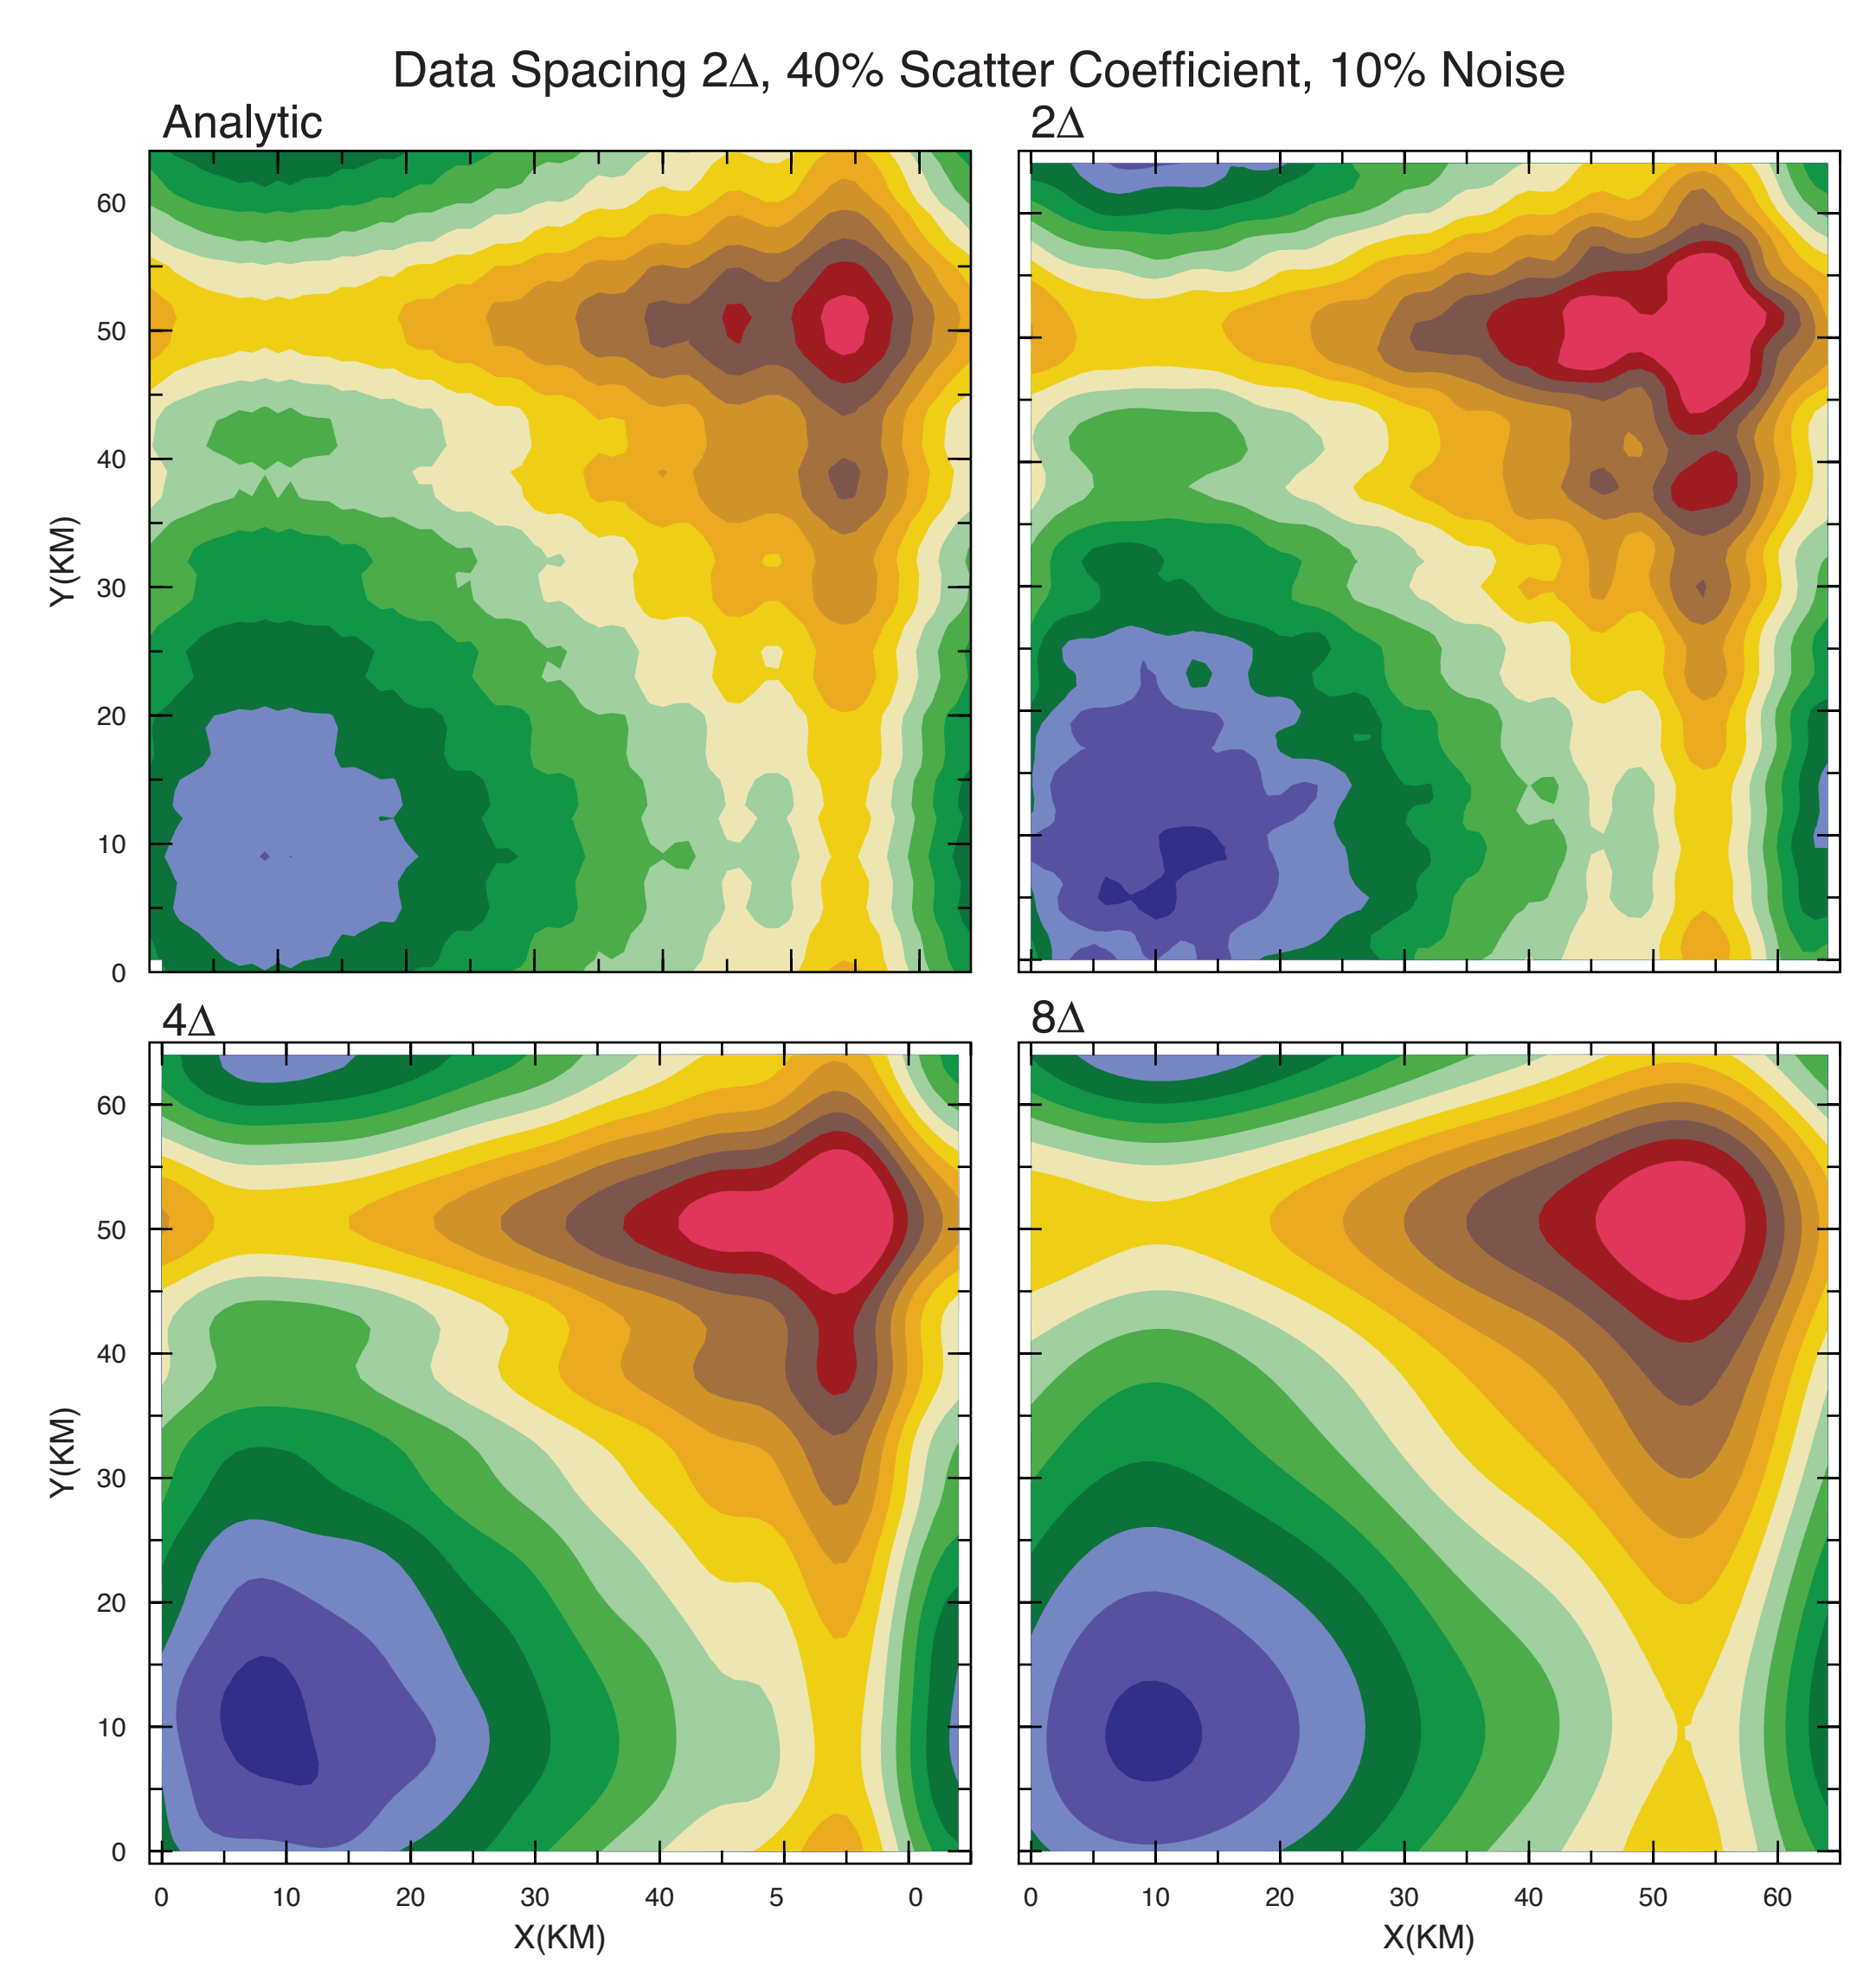 Data Spacing 2Δ, 40% Scatter Coefficient, 10% Noise
Analytic
2Δ
60
50
40
30
20
10
0
Y(KM)
4Δ
8Δ
60
50
40
30
20
10
0
Y(KM)
0 10 20 30 40 5 0
0 10 20 30 40 50 60
X(KM)
X(KM)